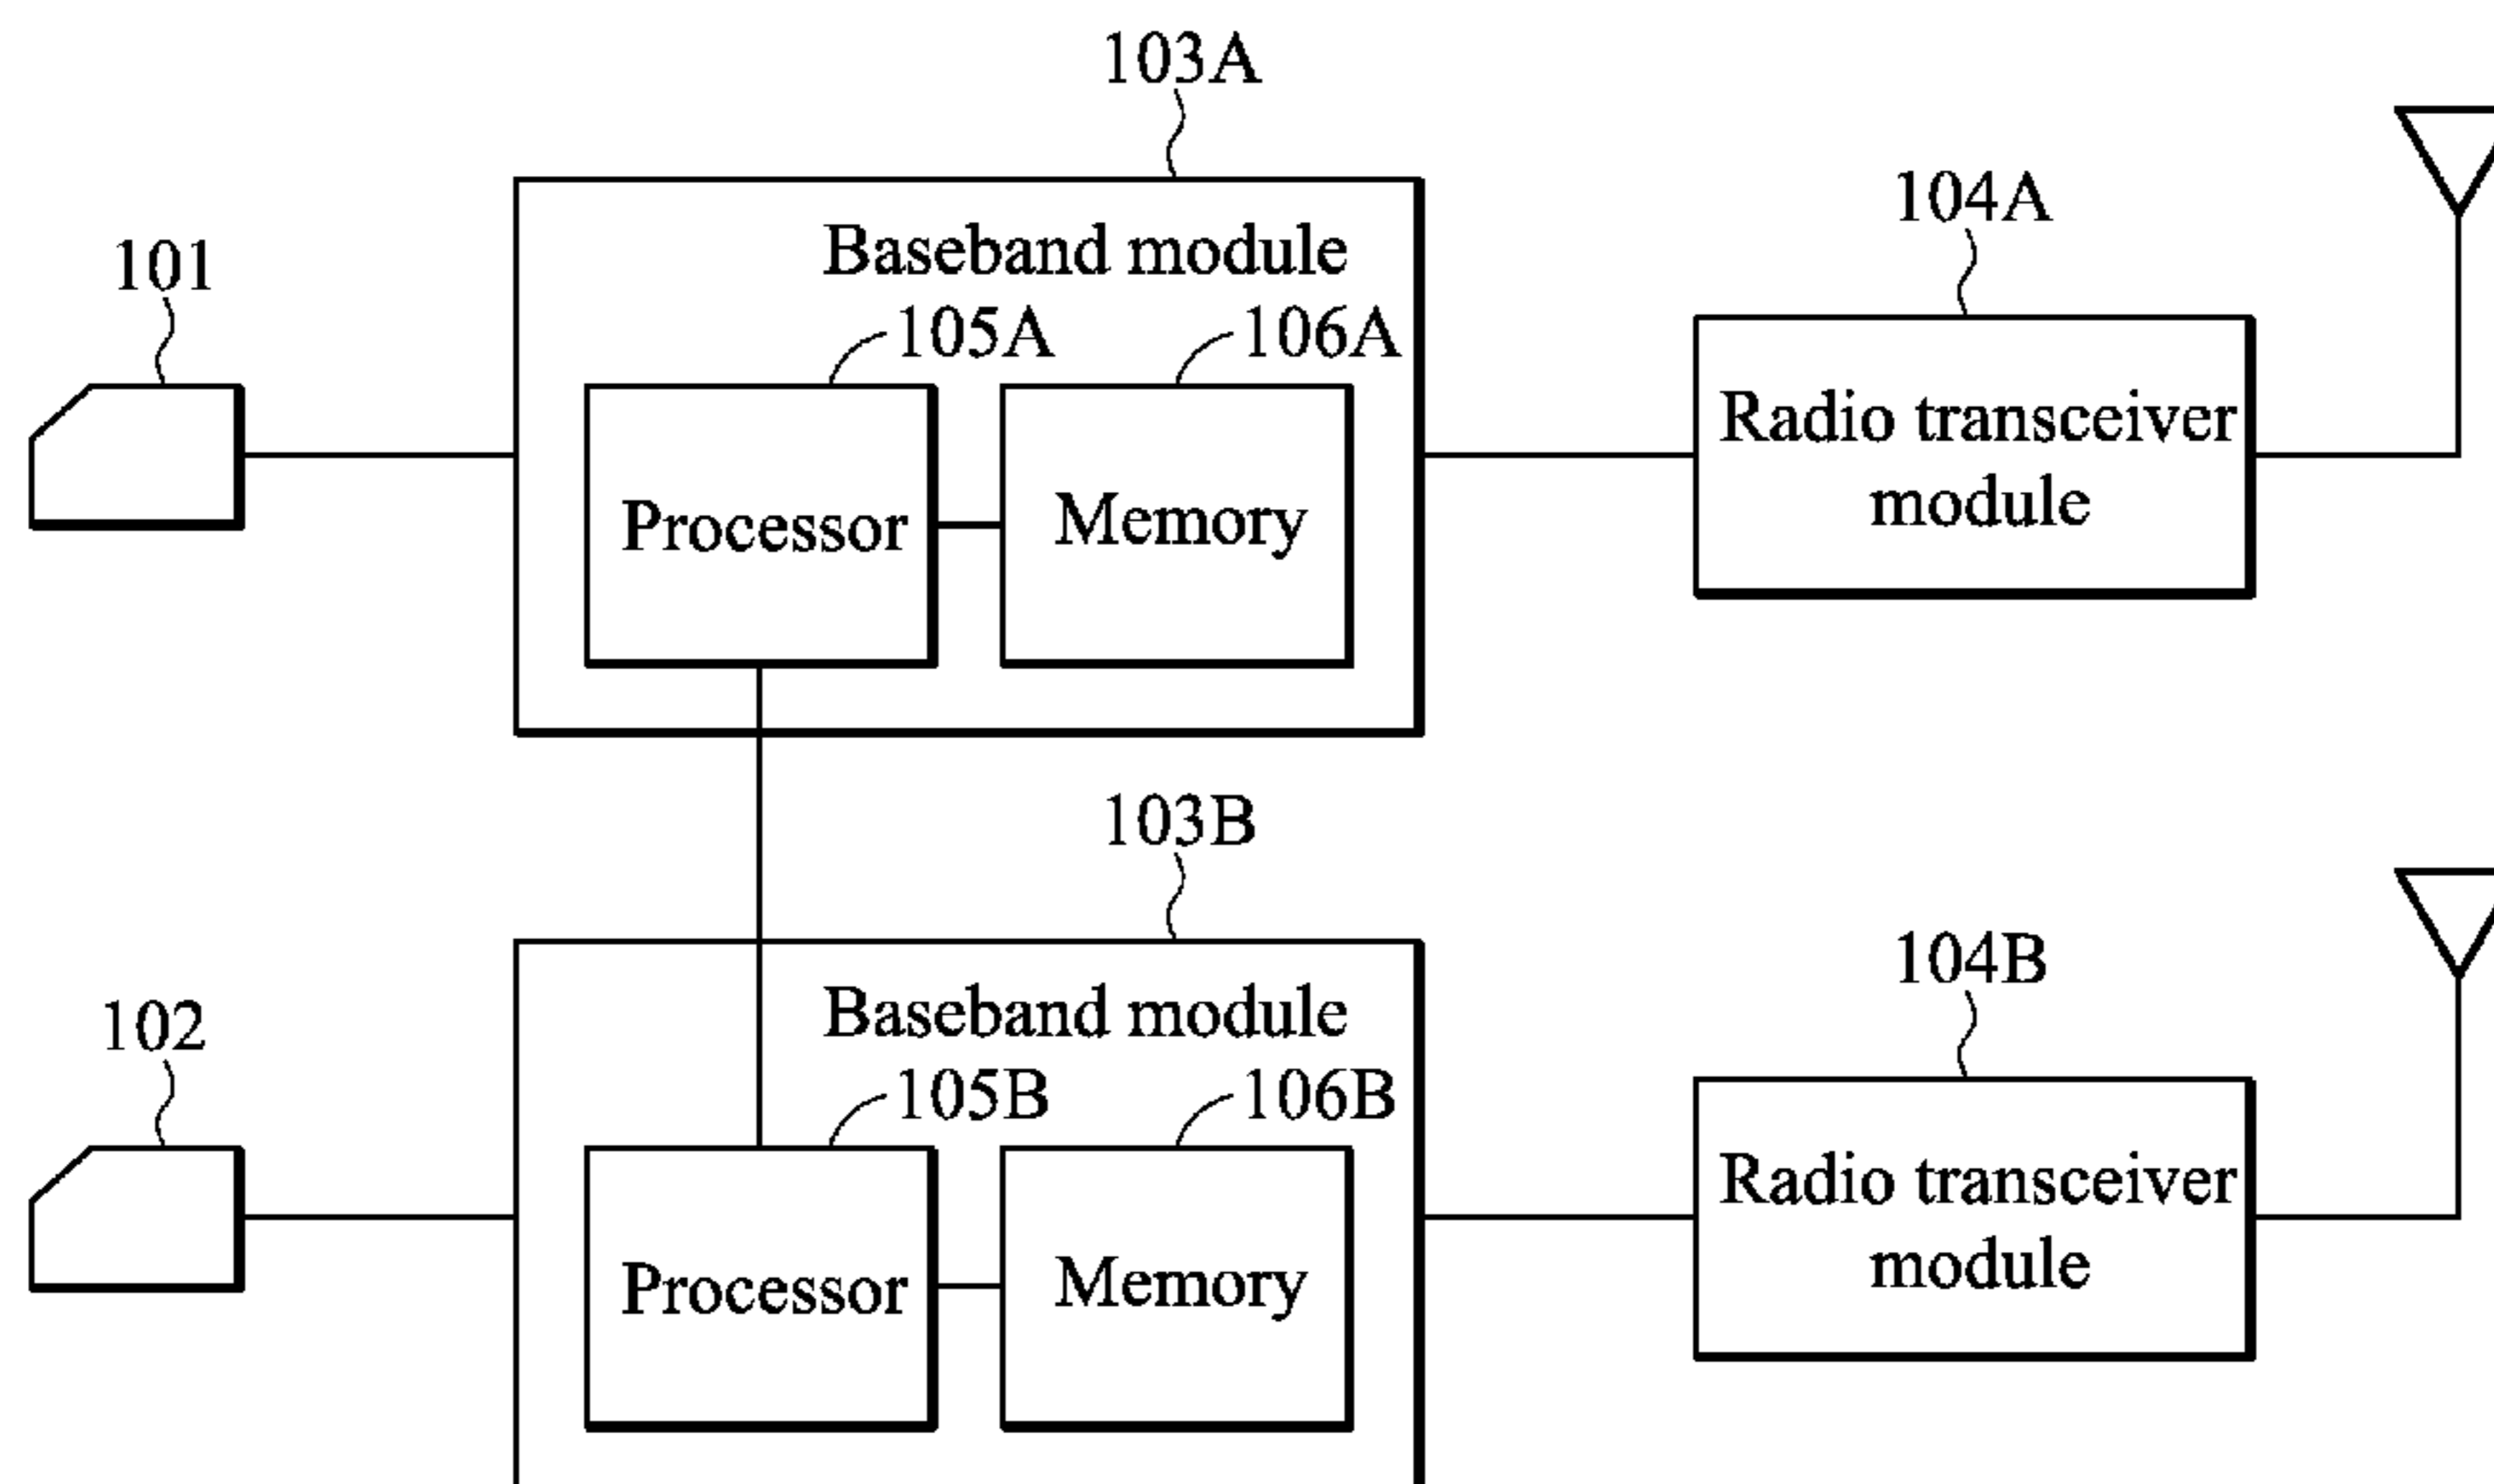 103A
104A
101
Baseband module
105A
106A
Processor
Memory
Radio transceiver
module
103B
104B
102
Baseband module
105B
106B
Processor
Memory
Radio transceiver
module